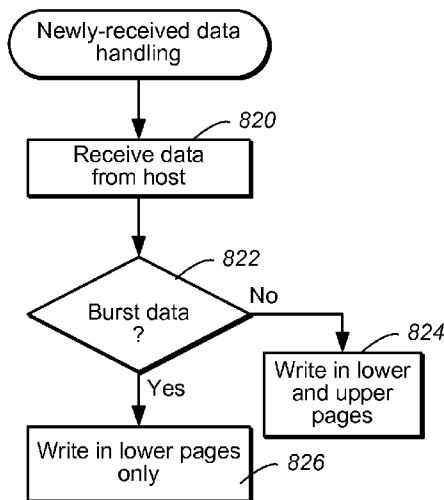 Newly-received data
handling
820
Receive data
from host
822
Burst data
?
No
Yes
824
Write in lower
and upper
pages
Write in lower pages
only
826